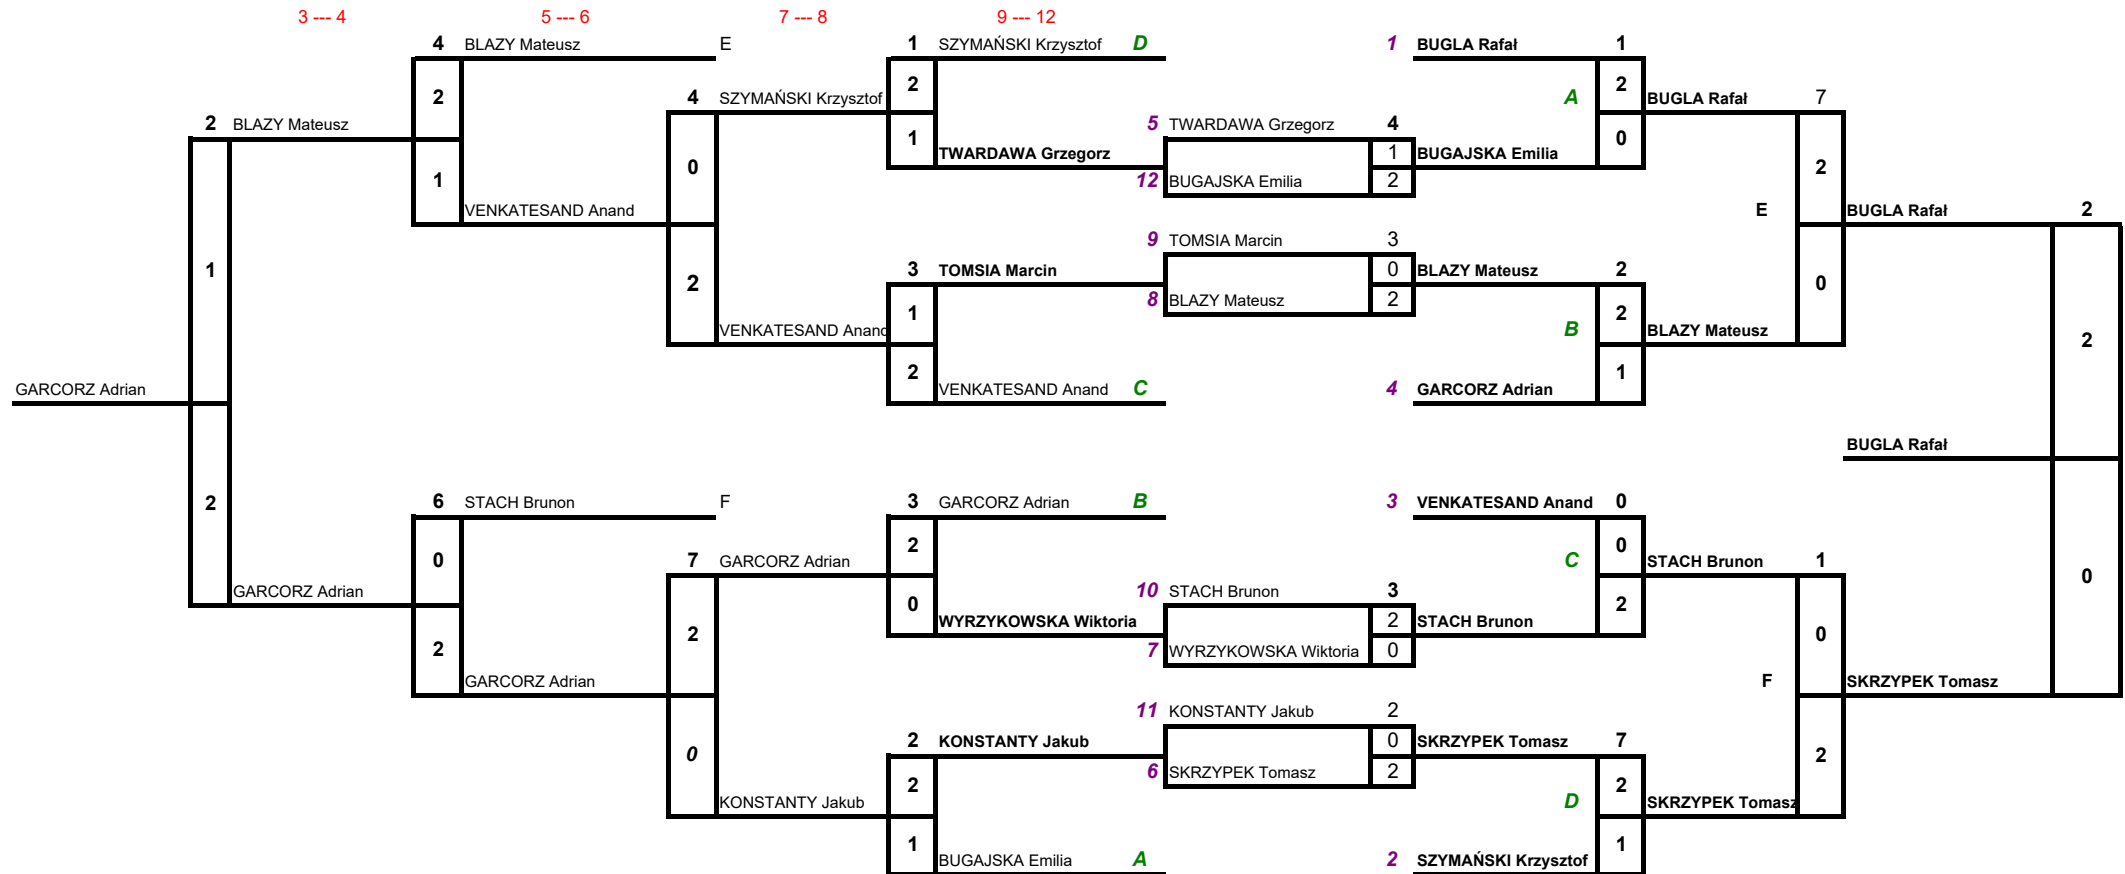 3 --- 4 5 --- 6 7 --- 8 9 --- 12
4 BLAZY Mateusz E 1 SZYMAŃSKI Krzysztof D 1 BUGLA Rafał 1
2 2 2
4 SZYMAŃSKI Krzysztof A BUGLA Rafał 7
2 BLAZY Mateusz 5 TWARDAWA Grzegorz 4
1 0
1 TWARDAWA Grzegorz 1 BUGAJSKA Emilia
0 2
1 12 BUGAJSKA Emilia 2
VENKATESAND Anand E BUGLA Rafał 2
9 TOMSIA Marcin 3
1 3 TOMSIA Marcin 0 BLAZY Mateusz 2
2 0
8 BLAZY Mateusz 2
1 2
VENKATESAND Anand B BLAZY Mateusz
2
2 1
GARCORZ Adrian VENKATESAND Anand C 4 GARCORZ Adrian
BUGLA Rafał
2 6 STACH Brunon F 3 GARCORZ Adrian B 3 VENKATESAND Anand 0
2 0
0 7 GARCORZ Adrian C STACH Brunon 1
0
GARCORZ Adrian 10 STACH Brunon 3
0 2
WYRZYKOWSKA Wiktoria 2 STACH Brunon
2 0
2 7 WYRZYKOWSKA Wiktoria 0
GARCORZ Adrian F SKRZYPEK Tomasz
11 KONSTANTY Jakub 2
2 KONSTANTY Jakub 0 SKRZYPEK Tomasz 7
0 2
6 SKRZYPEK Tomasz 2
2 2
KONSTANTY Jakub D SKRZYPEK Tomasz
1 1
BUGAJSKA Emilia A 2 SZYMAŃSKI Krzysztof